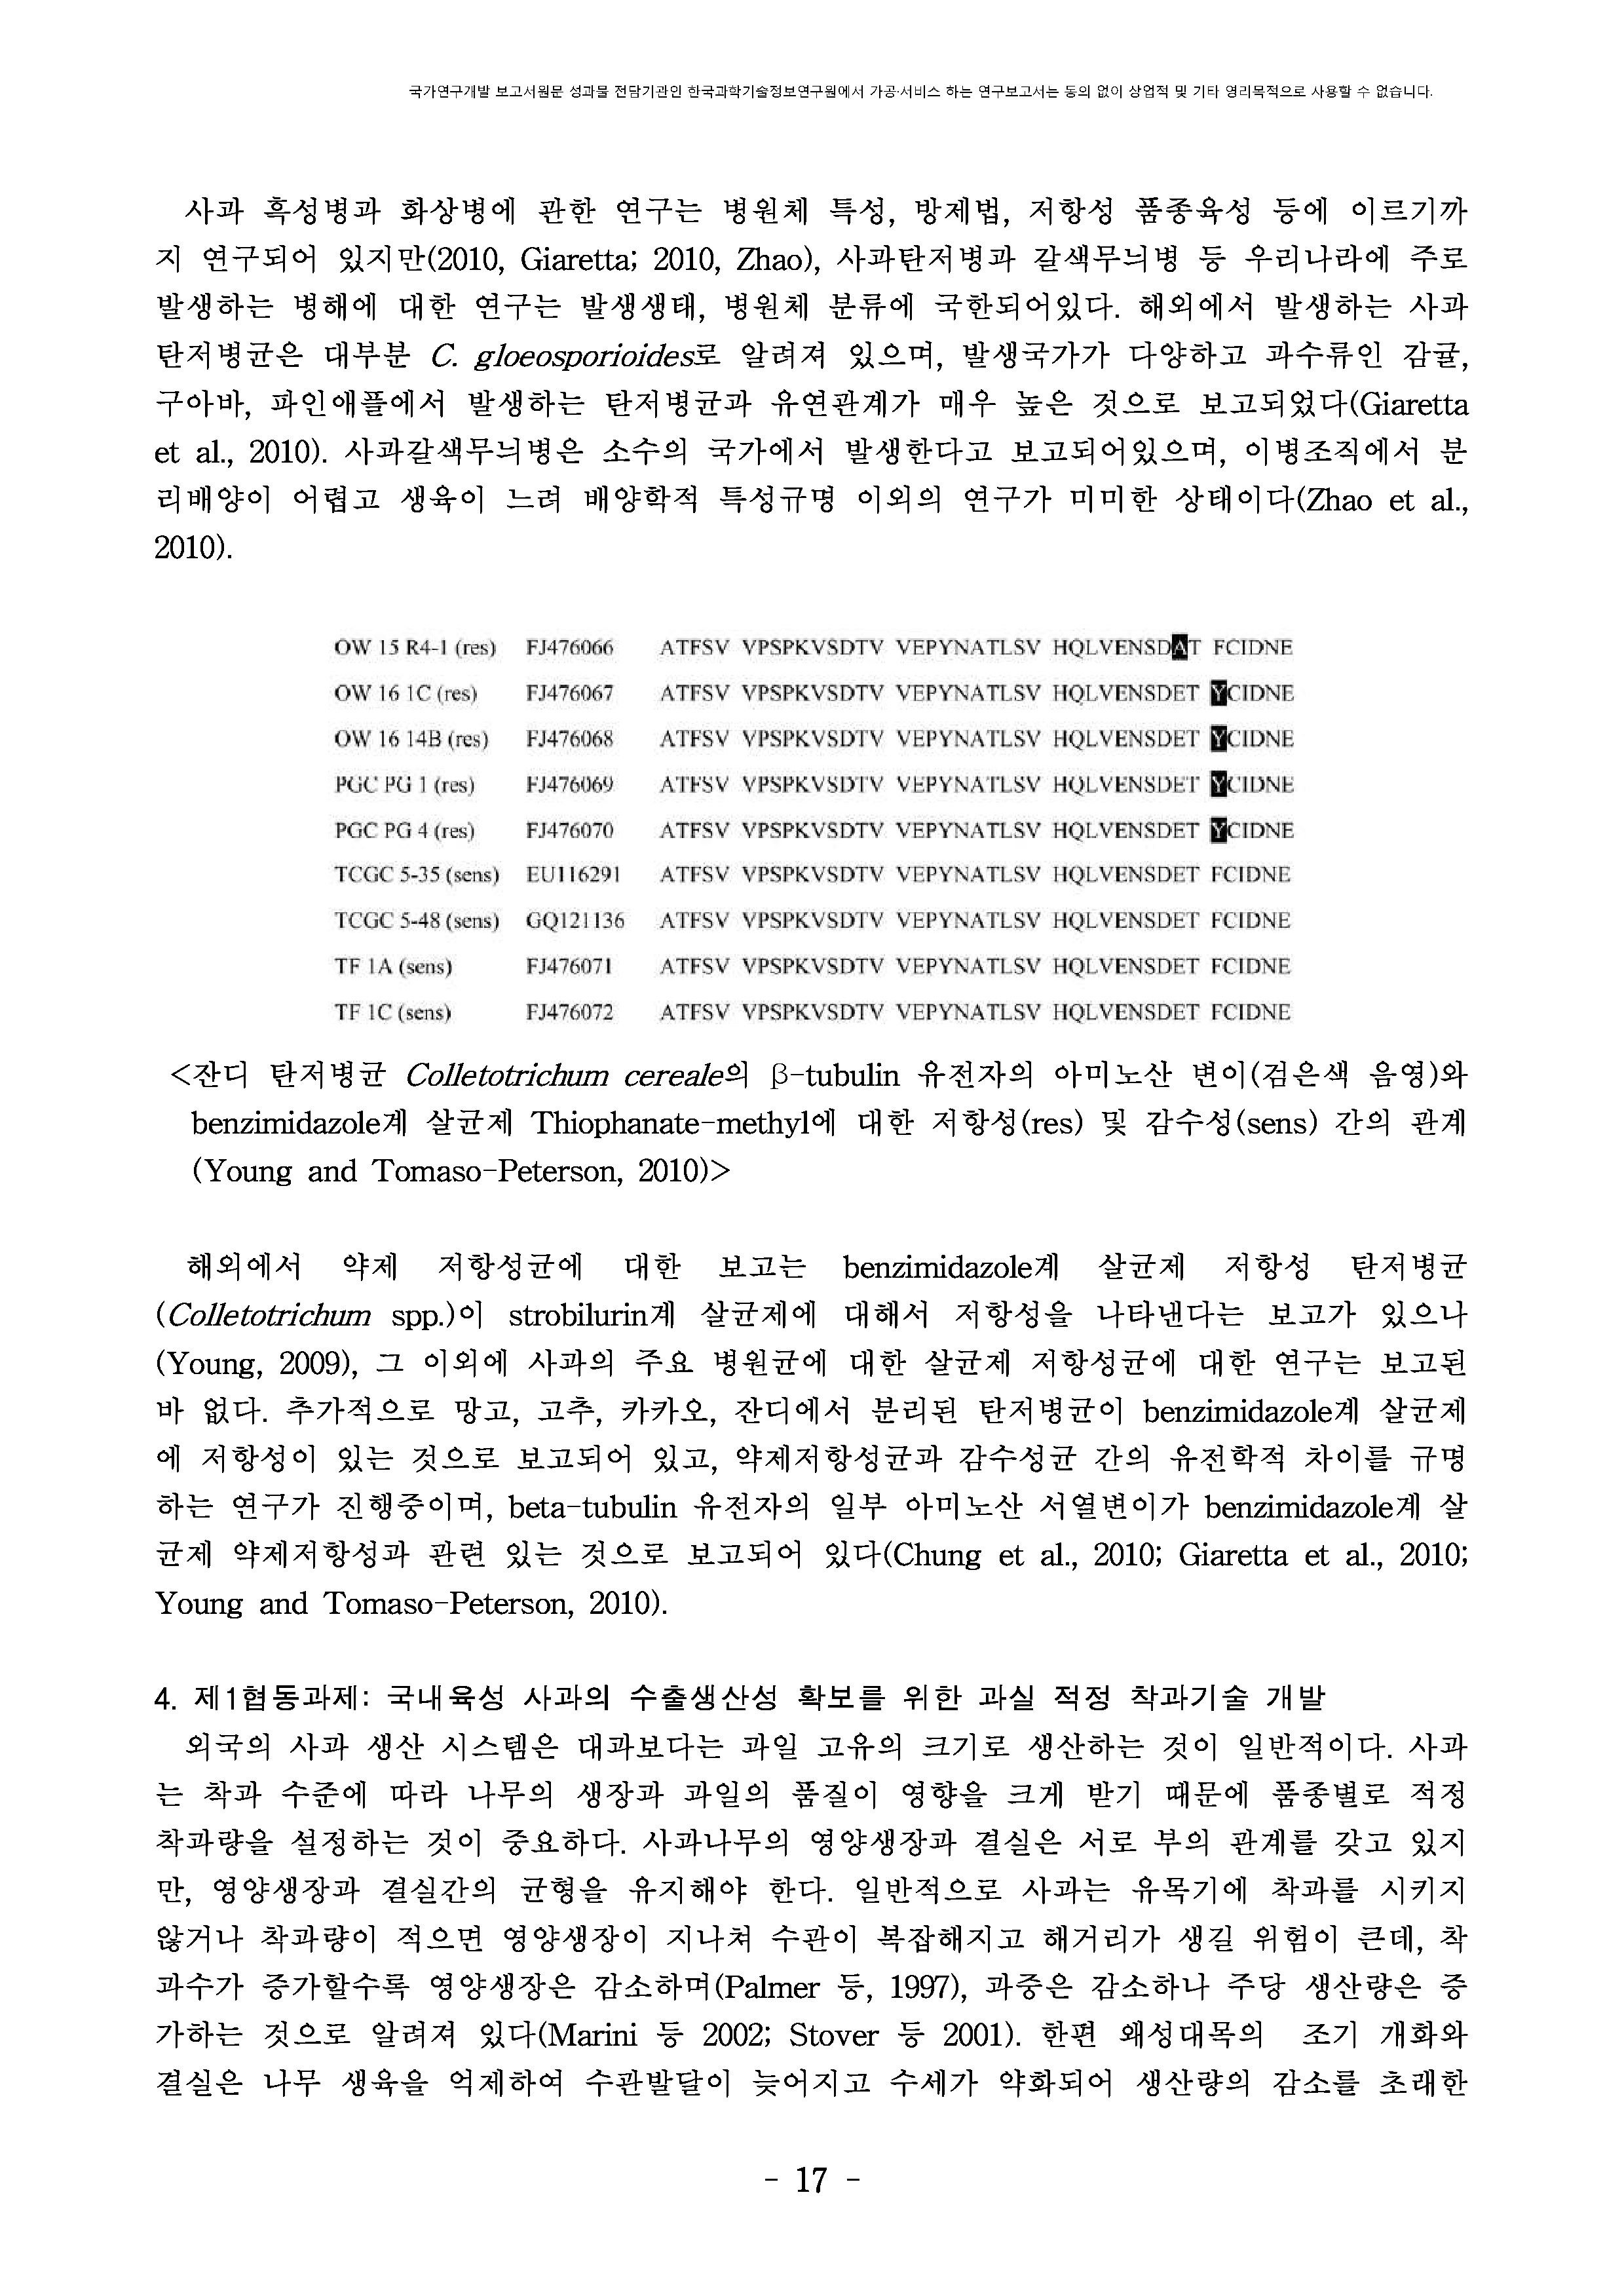 국가연구개발 보고서원문 성과물 전담기관인 한국과학기술정보연구원에서 가공·서비스 하는 연구보고서는 동의 없이 상업적 및 기타 영리목적으로 사용할 수 없습니다.
사과 흑성병과 화상병에 관한 연구는 병원체 특성, 방제법, 저항성 품종육성 등에 이르기까
지 연구되어 있지만(2010, Giaretta; 2010, Zhao), 사과탄저병과 갈색무늬병 등 우리나라에 주로
발생하는 병해에 대한 연구는 발생생태, 병원체 분류에 국한되어있다. 해외에서 발생하는 사과
탄저병균은 대부분 C. gloeosporioides로 알려져 있으며, 발생국가가 다양하고 과수류인 감귤,
구아바, 파인애플에서 발생하는 탄저병균과 유연관계가 매우 높은 것으로 보고되었다(Giaretta
et al., 2010). 사과갈색무늬병은 소수의 국가에서 발생한다고 보고되어있으며, 이병조직에서 분
리배양이 어렵고 생육이 느려 배양학적 특성규명 이외의 연구가 미미한 상태이다(Zhao et al.,
2010).
OW 15 R4-1 (res) FJ476066 ATFSV VPSPKVSDTV VEPYNATLSV HQLVENSDAT FCIDNE
OW 16 1C (res) FJ476067 ATFSV VPSPKVSDTV VEPYNATLSV HQLVENSDET YCIDNE
OW 16 14B (res) FJ476068 ATFSV VPSPKVSDTV VEPYNATLSV HQLVENSDET YCIDNE
PGC PG 1 (res) FJ476069 ATFSV VPSPKVSDTV VEPYNATLSV HQLVENSDET YCIDNE
PGC PG 4 (res) FJ476070 ATFSV VPSPKVSDTV VEPYNATLSV HQLVENSDET YCIDNE
TCGC 5-35 (sens) EU116291 ATFSV VPSPKVSDTV VEPYNATLSV HQLVENSDET FCIDNE
TCGC 5-48 (sens) GQ121136 ATFSV VPSPKVSDTV VEPYNATLSV HQLVENSDET FCIDNE
TF 1A (sens) FJ476071 ATFSV VPSPKVSDTV VEPYNATLSV HQLVENSDET FCIDNE
TF 1C (sens) FJ476072 ATFSV VPSPKVSDTV VEPYNATLSV HQLVENSDET FCIDNE
<잔디 탄저병균 Colletotrichum cereale의 β-tubulin 유전자의 아미노산 변이(검은색 음영)와
benzimidazole계 살균제 Thiophanate-methyl에 대한 저항성(res) 및 감수성(sens) 간의 관계
(Young and Tomaso-Peterson, 2010)>
해외에서 약제 저항성균에 대한 보고는 benzimidazole계 살균제 저항성 탄저병균
(Colletotrichum spp.)이 strobilurin계 살균제에 대해서 저항성을 나타낸다는 보고가 있으나
(Young, 2009), 그 이외에 사과의 주요 병원균에 대한 살균제 저항성균에 대한 연구는 보고된
바 없다. 추가적으로 망고, 고추, 카카오, 잔디에서 분리된 탄저병균이 benzimidazole계 살균제
에 저항성이 있는 것으로 보고되어 있고, 약제저항성균과 감수성균 간의 유전학적 차이를 규명
하는 연구가 진행중이며, beta-tubulin 유전자의 일부 아미노산 서열변이가 benzimidazole계 살
균제 약제저항성과 관련 있는 것으로 보고되어 있다(Chung et al., 2010; Giaretta et al., 2010;
Young and Tomaso-Peterson, 2010).
4. 제1협동과제: 국내육성 사과의 수출생산성 확보를 위한 과실 적정 착과기술 개발
외국의 사과 생산 시스템은 대과보다는 과일 고유의 크기로 생산하는 것이 일반적이다. 사과
는 착과 수준에 따라 나무의 생장과 과일의 품질이 영향을 크게 받기 때문에 품종별로 적정
착과량을 설정하는 것이 중요하다. 사과나무의 영양생장과 결실은 서로 부의 관계를 갖고 있지
만, 영양생장과 결실간의 균형을 유지해야 한다. 일반적으로 사과는 유목기에 착과를 시키지
않거나 착과량이 적으면 영양생장이 지나쳐 수관이 복잡해지고 해거리가 생길 위험이 큰데, 착
과수가 증가할수록 영양생장은 감소하며(Palmer 등, 1997), 과중은 감소하나 주당 생산량은 증
가하는 것으로 알려져 있다(Marini 등 2002; Stover 등 2001). 한편 왜성대목의 조기 개화와
결실은 나무 생육을 억제하여 수관발달이 늦어지고 수세가 약화되어 생산량의 감소를 초래한
- 17 -